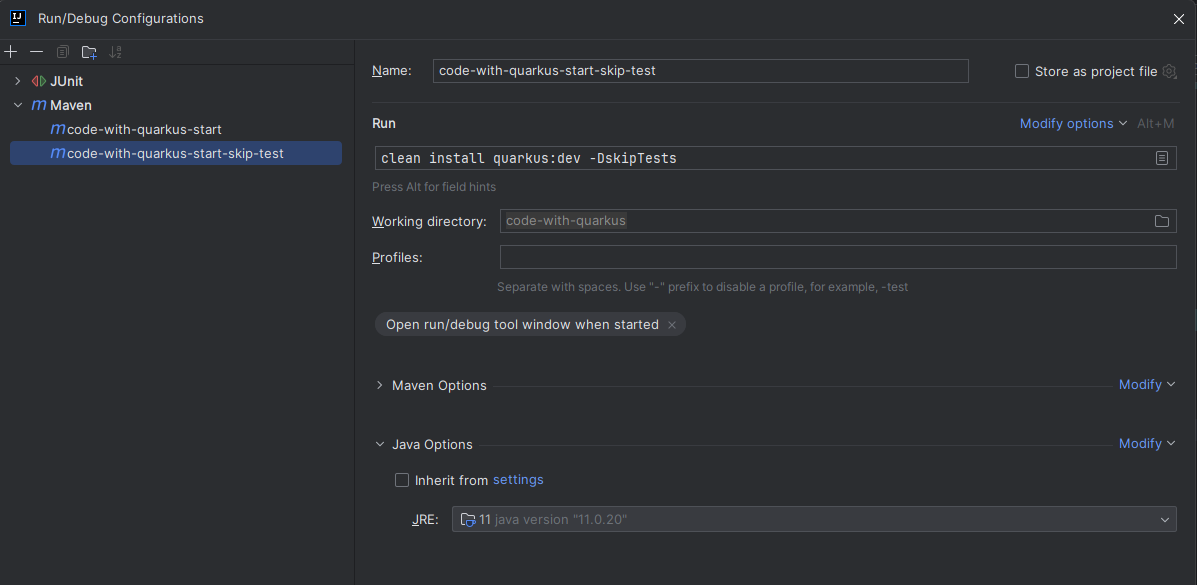 Run/Debug Configurations
JUnit
Maven
code-with-quarkus-start
code-with-quarkus-start-skip-test
Name: code-with-quarkus-start-skip-test Store as project file
Run Modify options Alt+M
clean install quarkus:dev -DskipTests
Press Alt for field hints
Working directory: code-with-quarkus
Profiles:
Separate with spaces. Use "-" prefix to disable a profile, for example, -test
Open run/debug tool window when started
Maven Options Modify
Java Options Modify
Inherit from settings
JRE: 11 java version "11.0.20"